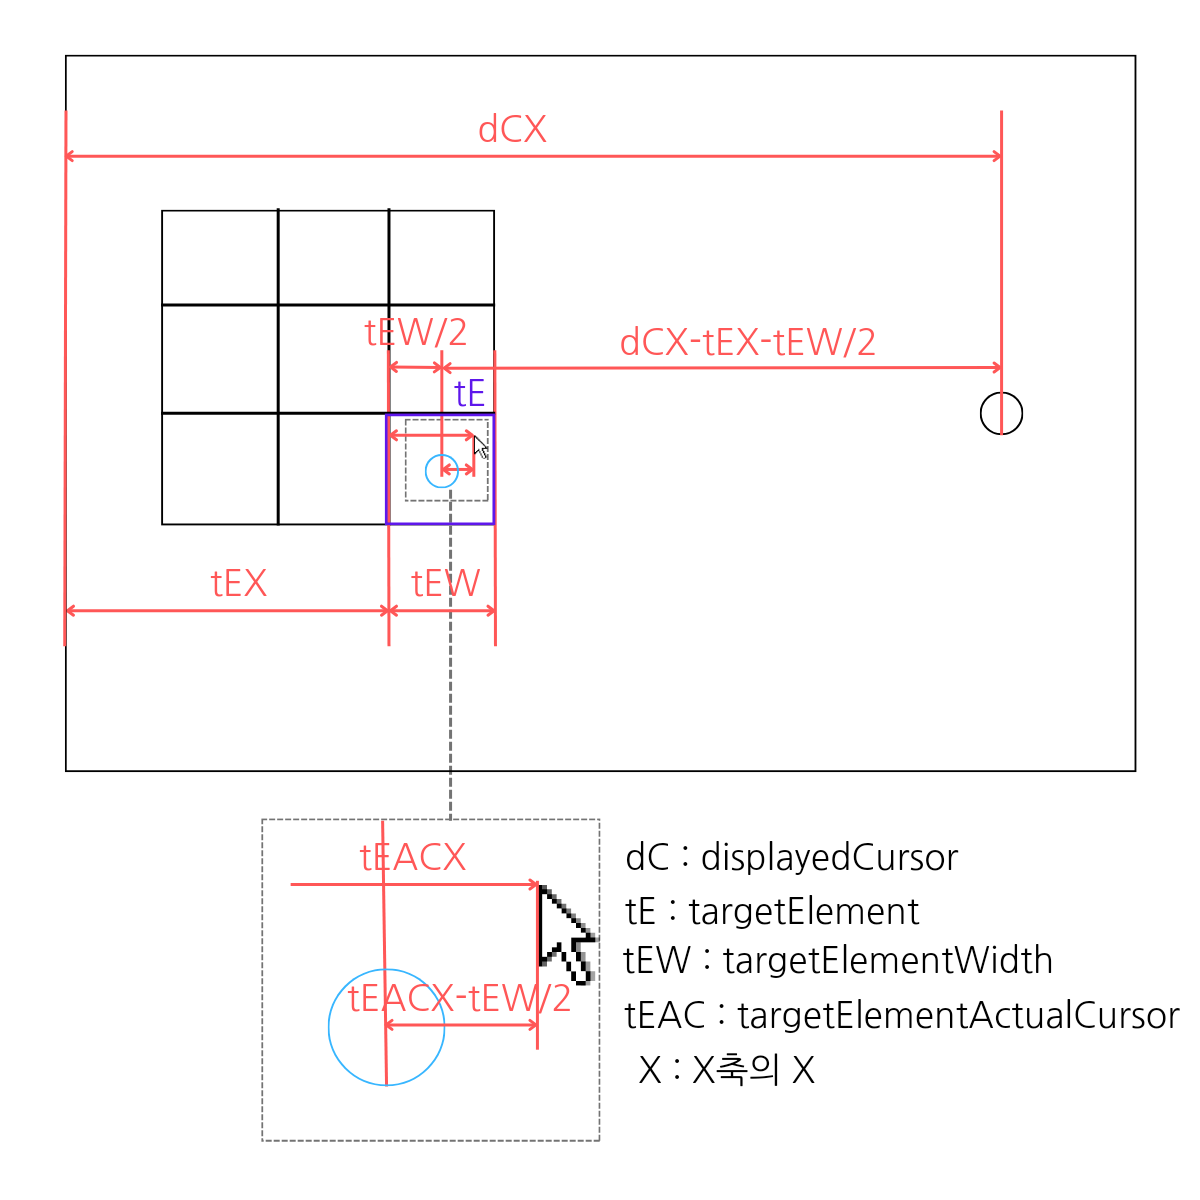 dCX
tEW/2
dCX-tEX-tEW/2
tE
tEX
tEW
tEACX
tEACX-tEW/2
dC : displayedCursor
tE : targetElement
tEW : targetElementWidth
tEAC : targetElementActualCursor
X : X축의 X